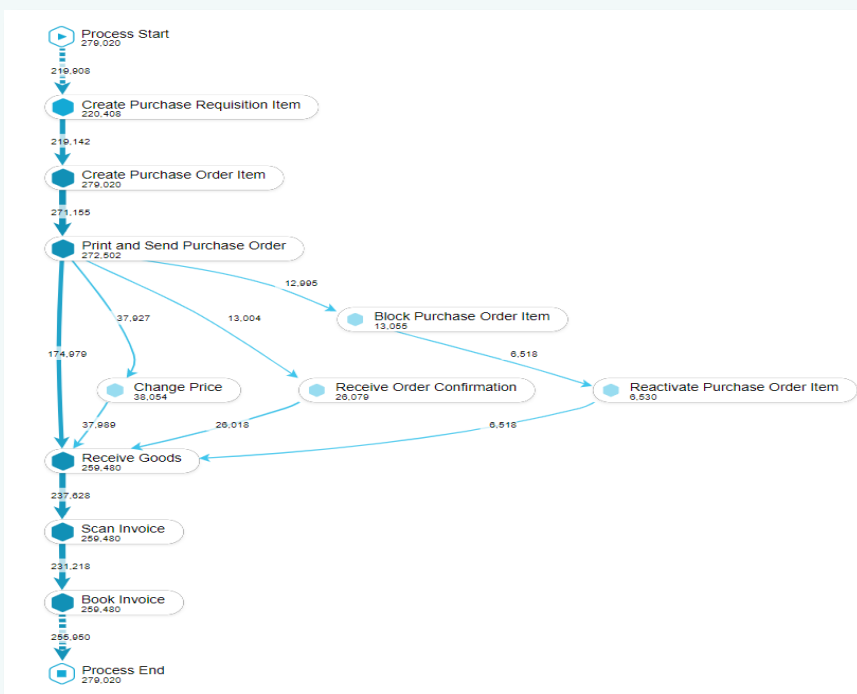 Process Start
279,020
219,908
Create Purchase Requisition Item
220,408
219,142
Create Purchase Order Item
279,020
271,155
Print and Send Purchase Order
272,502
12,995
Block Purchase Order Item
13,055
37,927
13,004
174,979
6,518
Change Price
38,054
Receive Order Confirmation
26,079
Reactivate Purchase Order Item
6,530
37,989
26,018
6,518
Receive Goods
259,480
237,628
Scan Invoice
259,480
231,218
Book Invoice
259,480
255,950
Process End
279,020